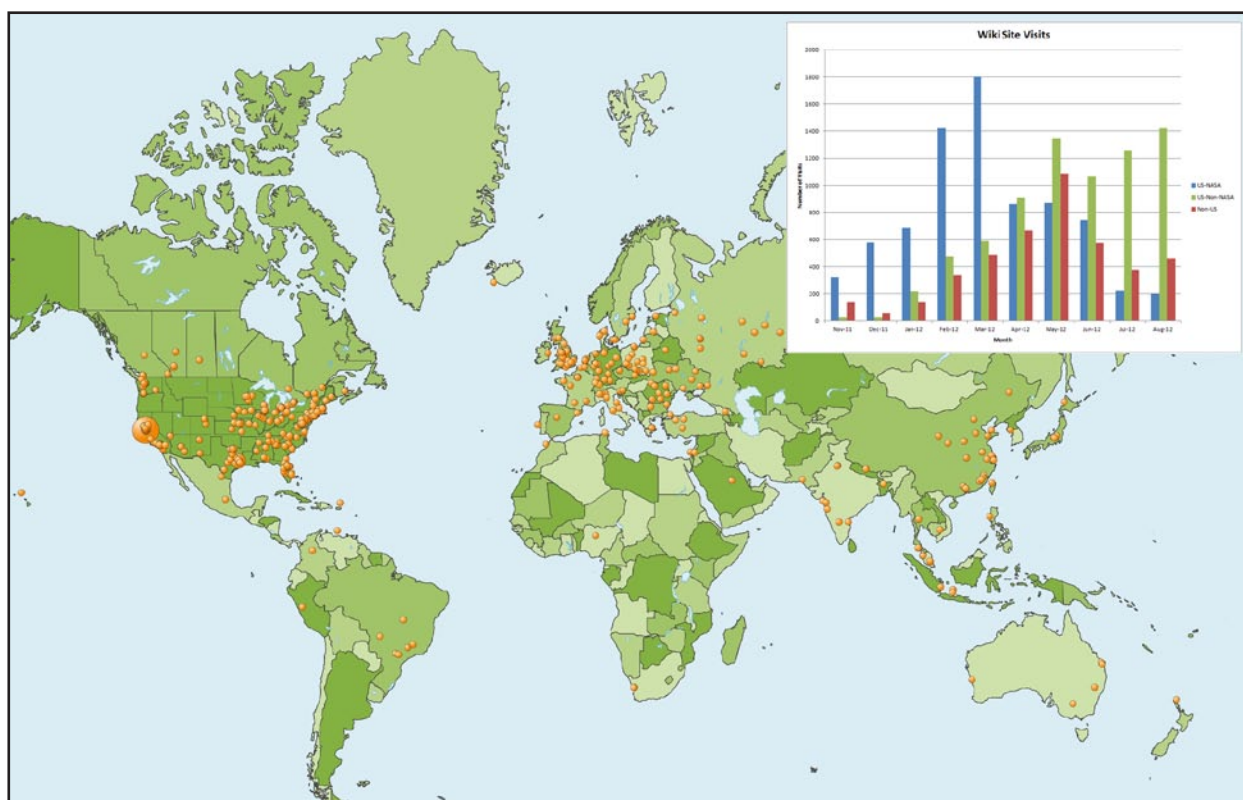 Wiki Site Visits
2000
1800
1600
1400
1200
1000
800
600
400
200
0
Number of Visits
Nov-11 Dec-11 Jan-12 Feb-12 Mar-12 Apr-12 May-12 Jun-12 Jul-12 Aug-12
Month
US-NASA
US-Non-NASA
Non-US